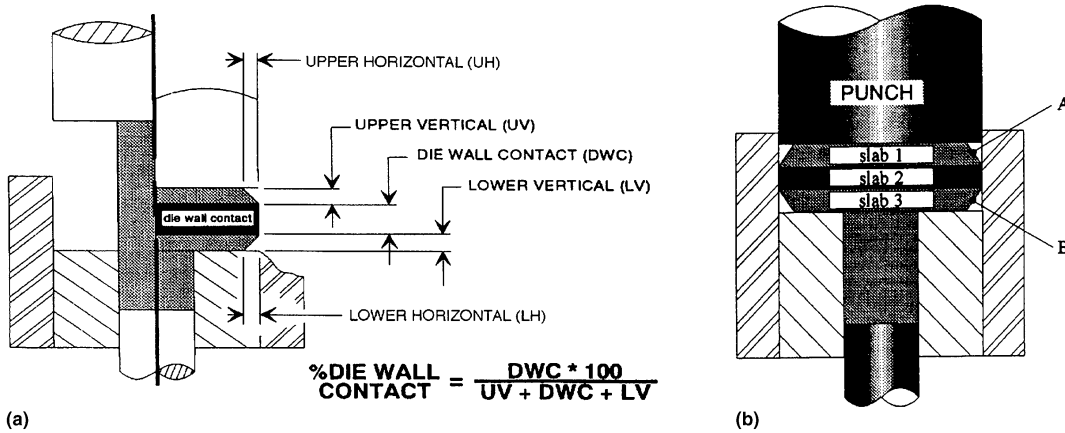 UPPER HORIZONTAL (UH)
UPPER VERTICAL (UV)
DIE WALL CONTACT (DWC)
LOWER VERTICAL (LV)
die wall contact
LOWER HORIZONTAL (LH)
%DIE WALL
CONTACT = DWC * 100
UV + DWC + LV
(a)
PUNCH
A
slab 1
slab 2
slab 3
B
(b)